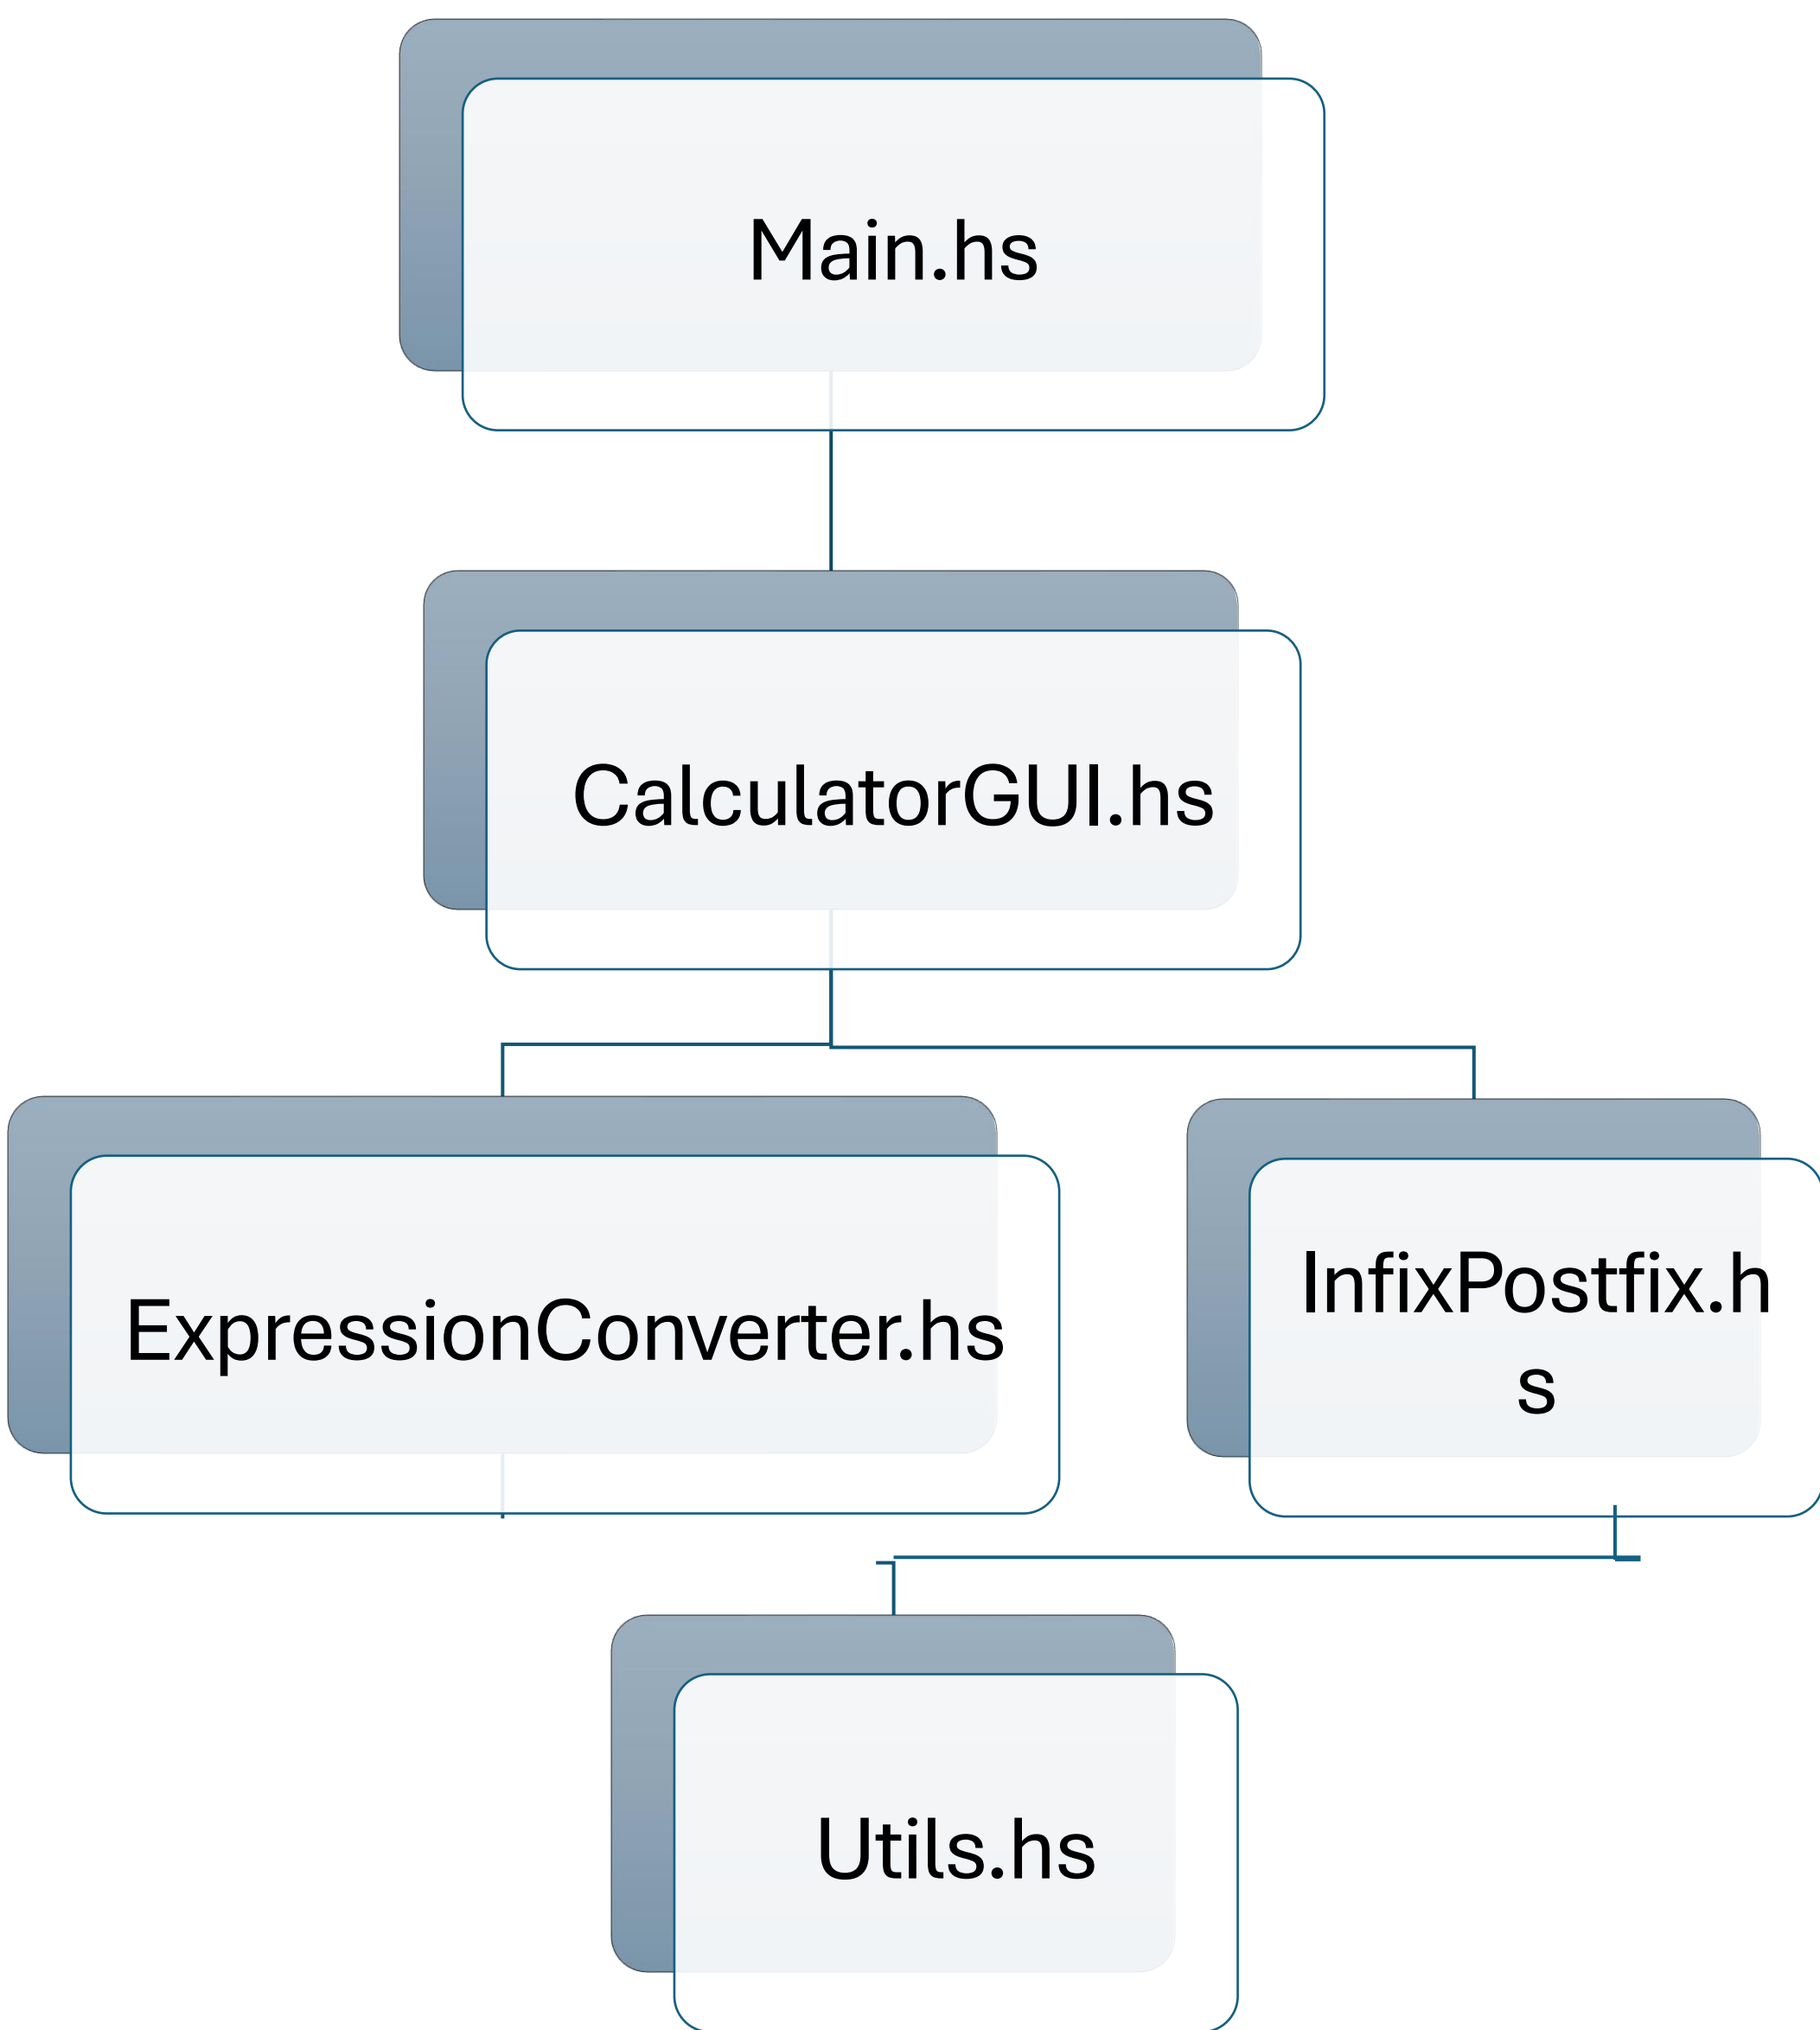 Main.hs
CalculatorGUI.hs
ExpressionConverter.hs
InfixPostfix.h
s
Utils.hs